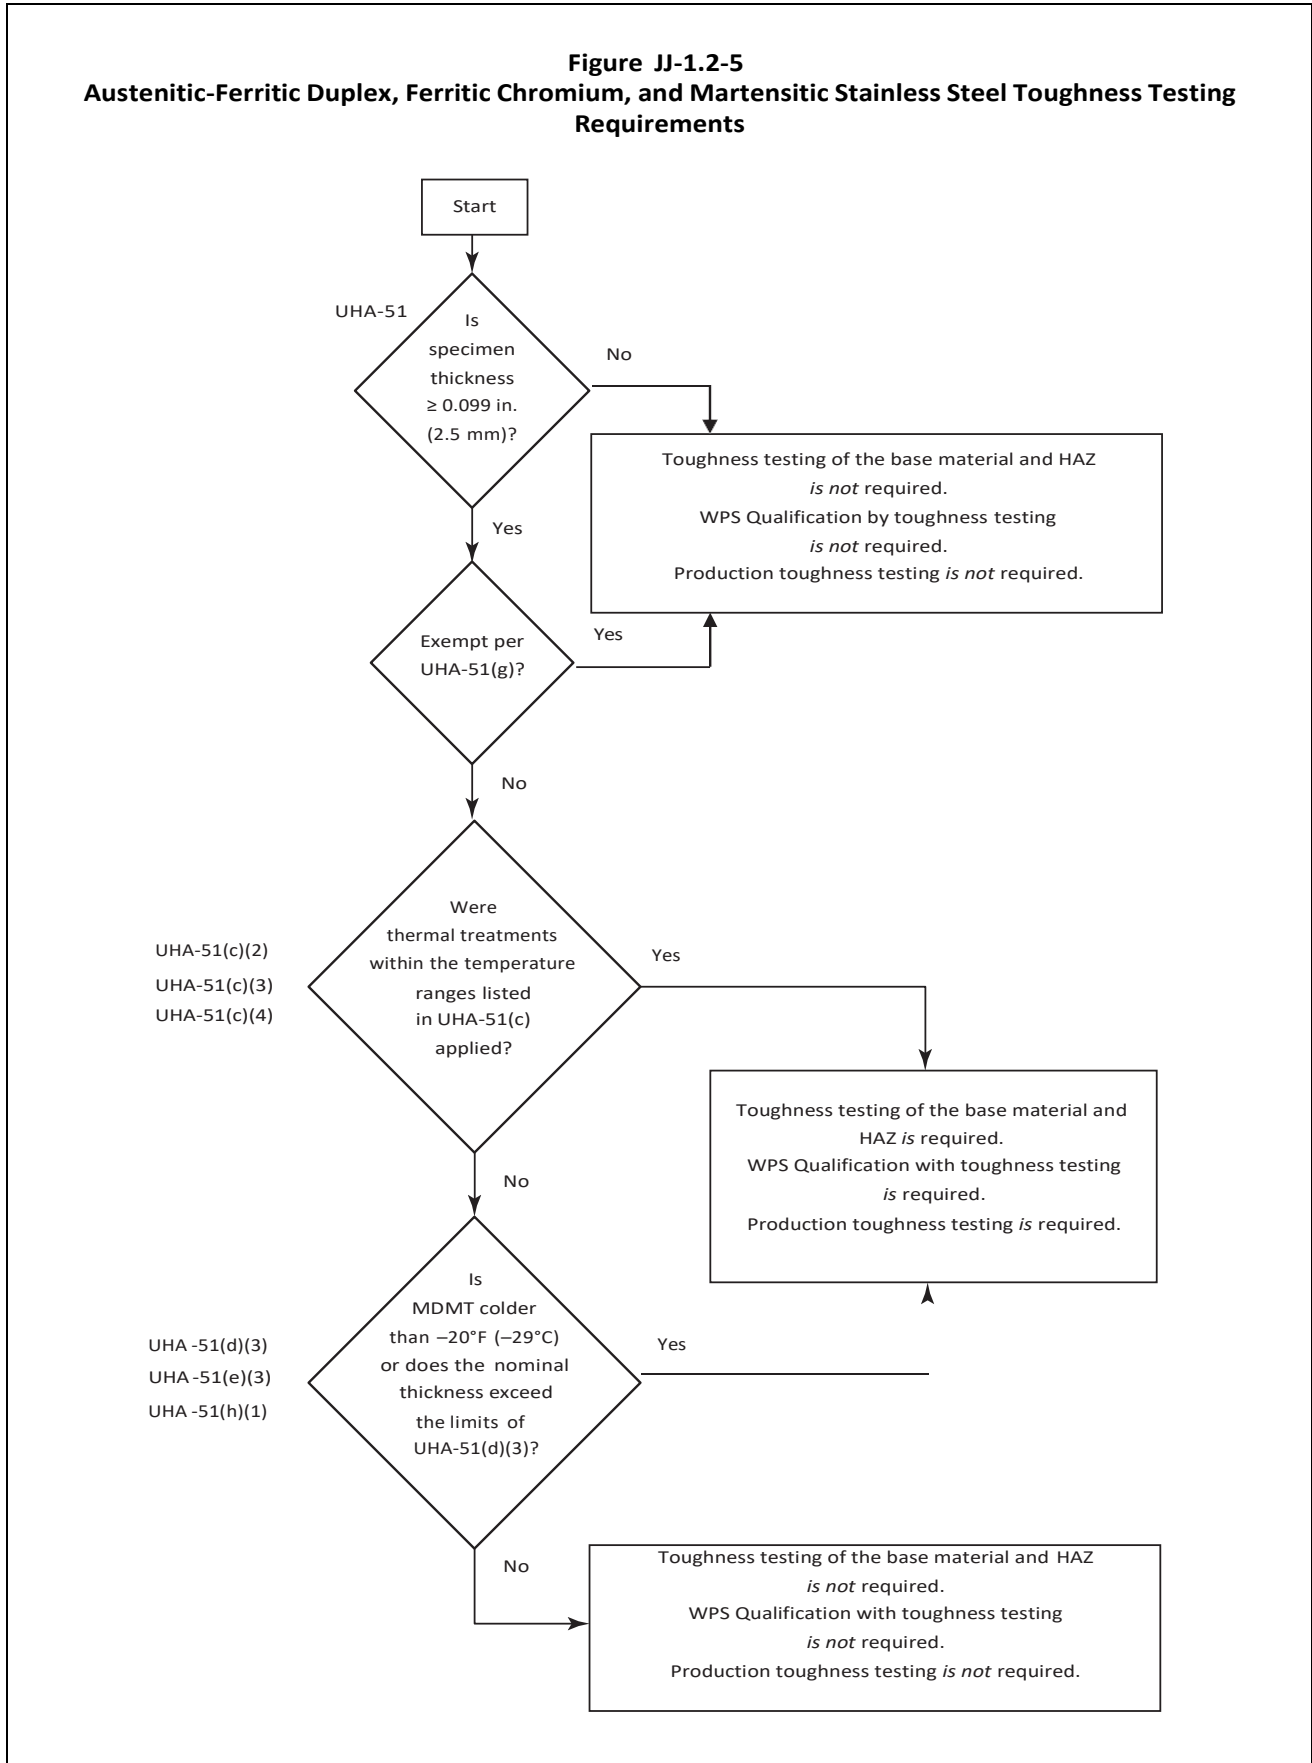 Figure JJ-1.2-5
Austenitic-Ferritic Duplex, Ferritic Chromium, and Martensitic Stainless Steel Toughness Testing
Requirements
Start
UHA-51
Is
specimen
thickness
≥ 0.099 in.
(2.5 mm)?
No
Toughness testing of the base material and HAZ
is not required.
WPS Qualification by toughness testing
is not required.
Production toughness testing is not required.
Yes
Exempt per
UHA-51(g)?
Yes
No
UHA-51(c)(2)
UHA-51(c)(3)
UHA-51(c)(4)
Were
thermal treatments
within the temperature
ranges listed
in UHA-51(c)
applied?
Yes
Toughness testing of the base material and
HAZ is required.
WPS Qualification with toughness testing
is required.
Production toughness testing is required.
No
UHA -51(d)(3)
UHA -51(e)(3)
UHA -51(h)(1)
Is
MDMT colder
than –20°F (–29°C)
or does the nominal
thickness exceed
the limits of
UHA-51(d)(3)?
Yes
No
Toughness testing of the base material and HAZ
is not required.
WPS Qualification with toughness testing
is not required.
Production toughness testing is not required.